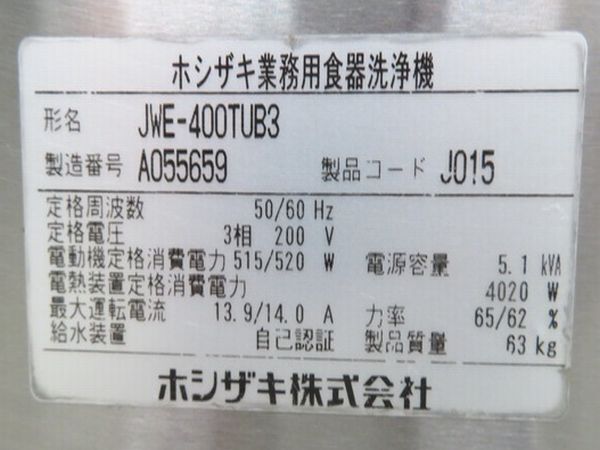 ホシザキ業務用食器洗浄機
形名 JWE-400TUB3
製造番号 A055659 製品コード J015
定格周波数 50/60 Hz
定格電圧 3相 200 V
電動機定格消費電力 515/520 W 電源容量 5.1 kVA
電熱装置定格消費電力 4020 W
最大運転電流 13.9/14.0 A 力率 65/62 %
給水装置 自己認証 製品質量 63 kg
ホシザキ株式会社